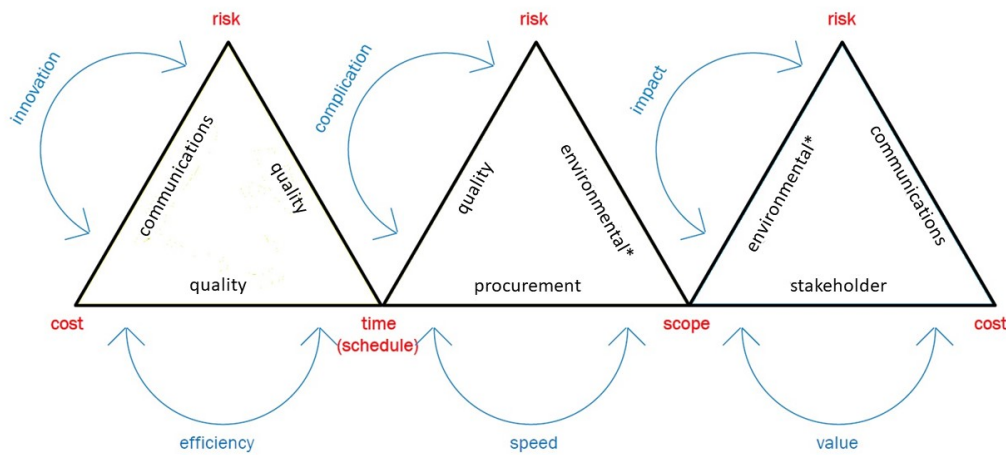 risk
risk
risk
innovation
complication
impact
communications
quality
quality
environmental*
environmental*
communications
quality
procurement
stakeholder
cost
time
(schedule)
scope
cost
efficiency
speed
value